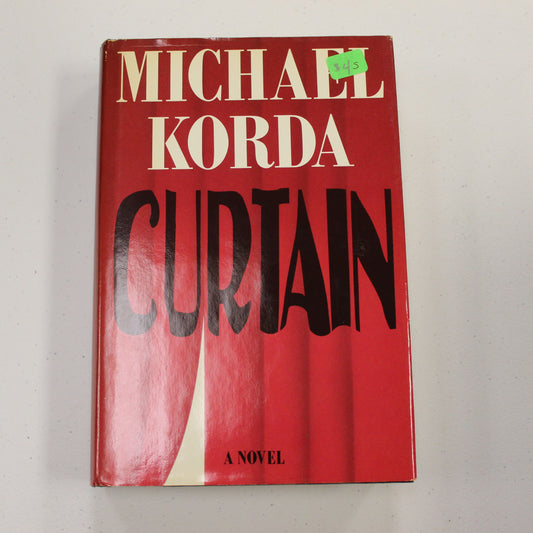 MICHAEL
$45
KORDA
CURTAIN
A NOVEL